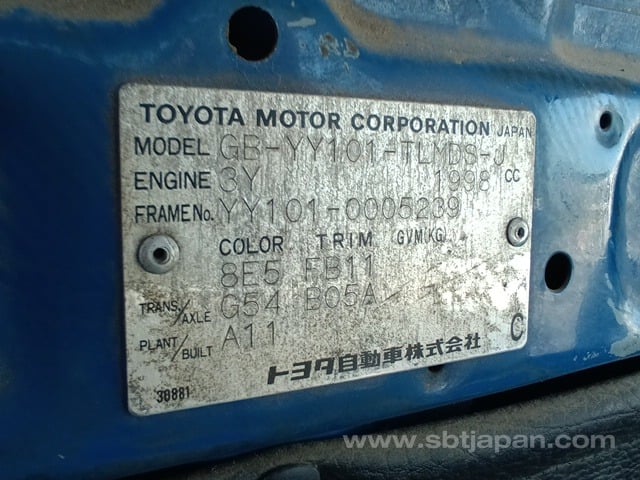 TOYOTA MOTOR CORPORATION JAPAN
MODEL GB-YY101-TLMDS-J
ENGINE 3Y 1998 CC
FRAME No. YY101-0005239
COLOR TRIM GVM(KG)
8E5 FB11
TRANS/AXLE G54 B05A
PLANT/BUILT A11 C
トヨタ自動車株式会社
38881
www.sbtjapan.com